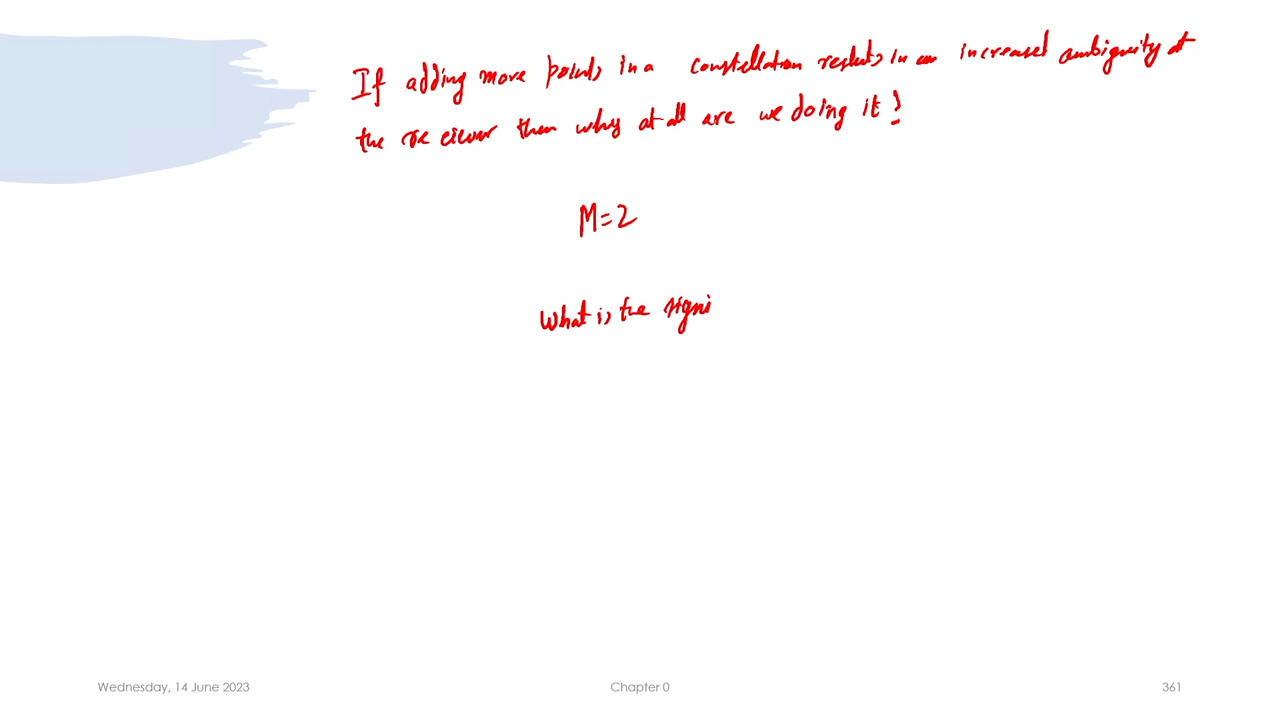 If adding more points in a constellation results in an increased ambiguity at
the receiver then why at all are we doing it?
M=2
What is the signi
Wednesday, 14 June 2023
Chapter 0
361